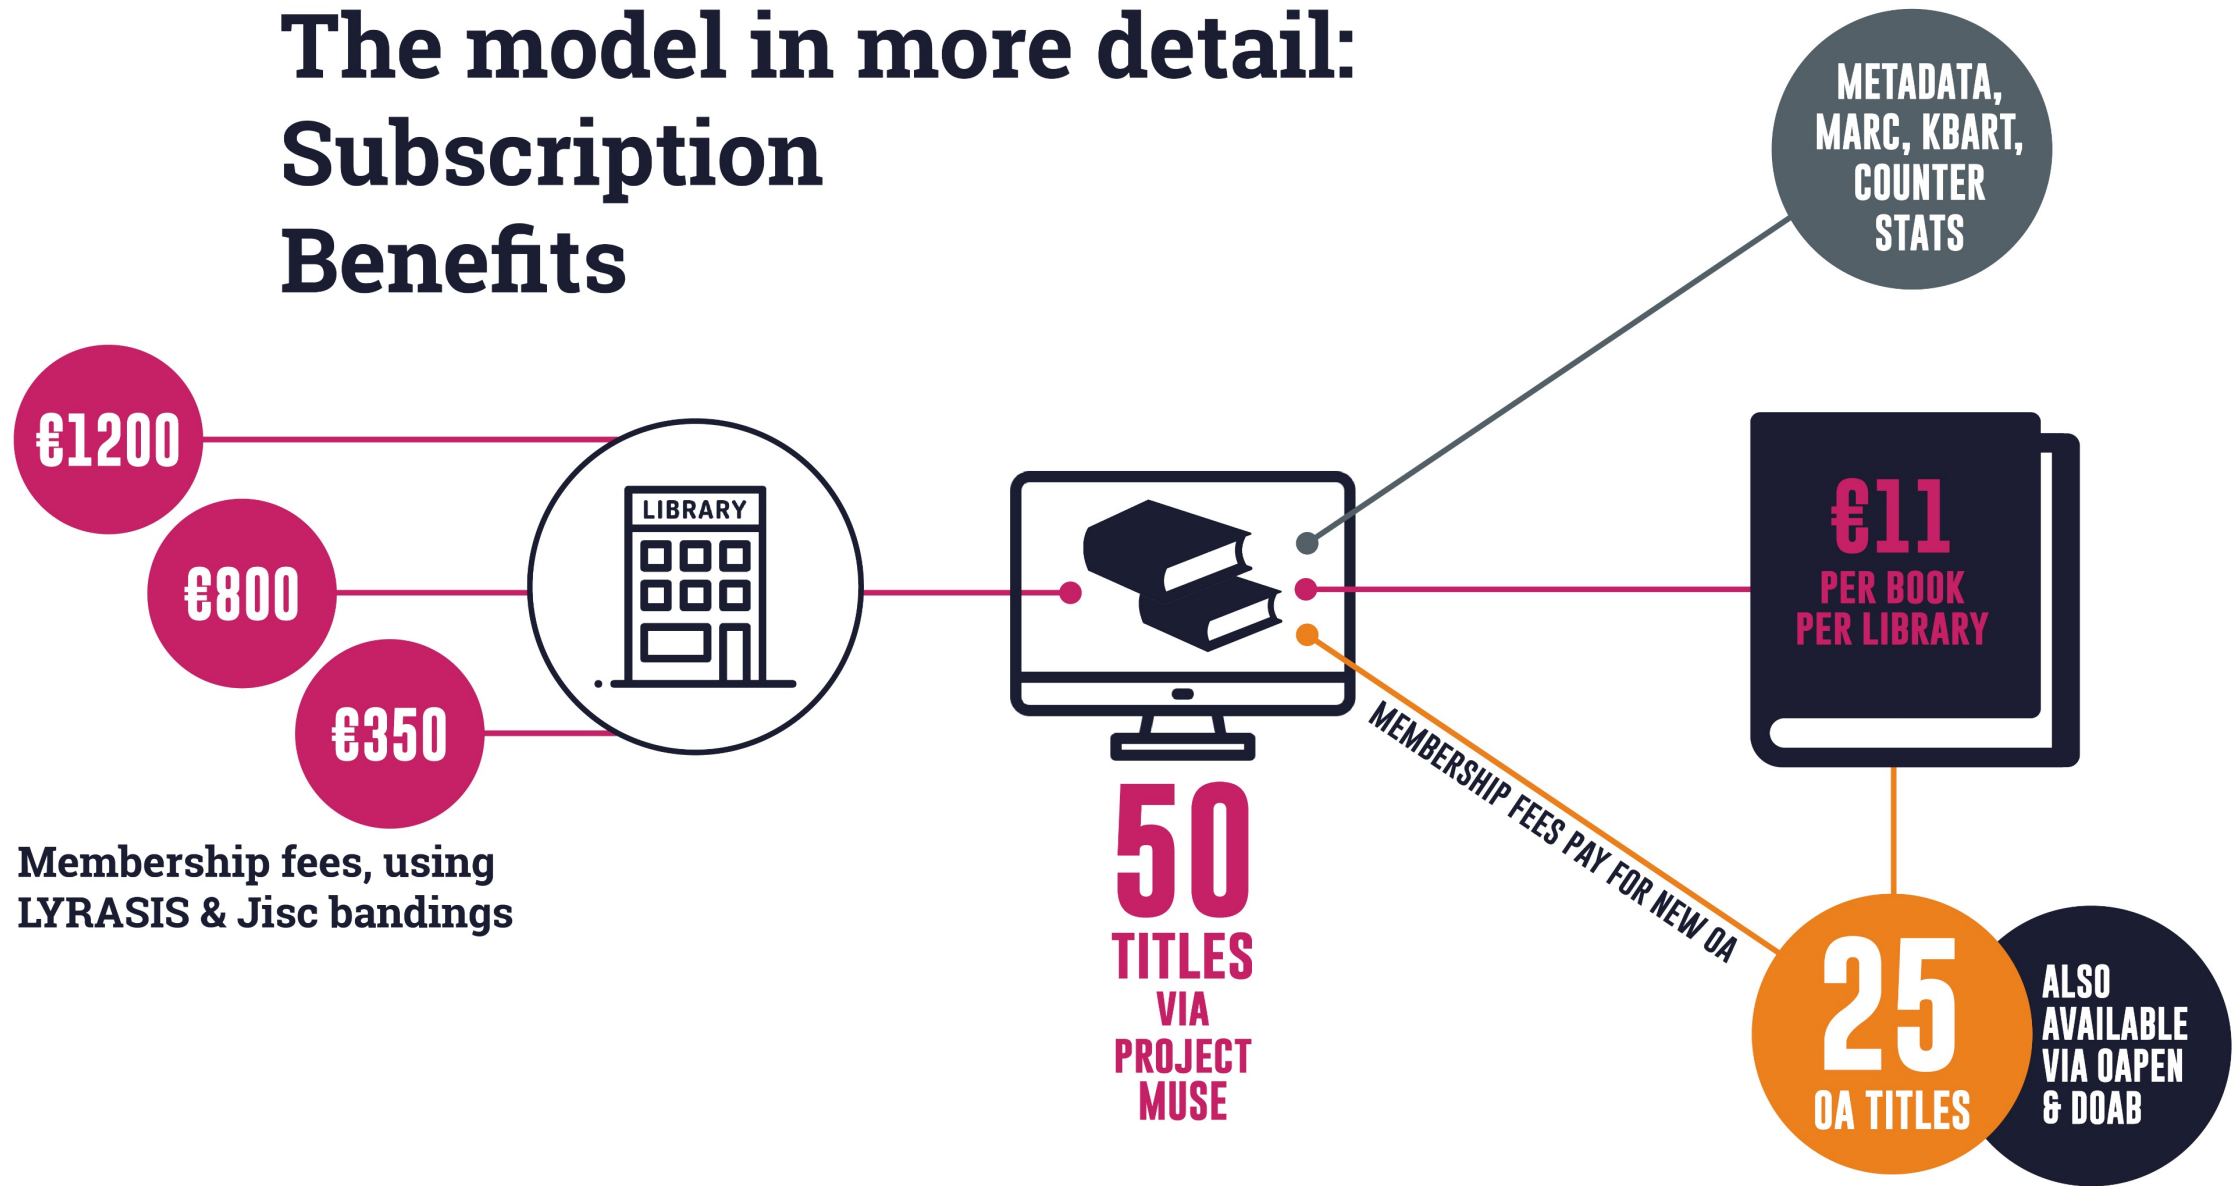 The model in more detail:
Subscription
Benefits
METADATA,
MARC, KBART,
COUNTER
STATS
€1200
€800
€350
Membership fees, using
LYRASIS & Jisc bandings
LIBRARY
50
TITLES
VIA
PROJECT
MUSE
€11
PER BOOK
PER LIBRARY
MEMBERSHIP FEES PAY FOR NEW OA
25
OA TITLES
ALSO
AVAILABLE
VIA OAPEN
& DOAB